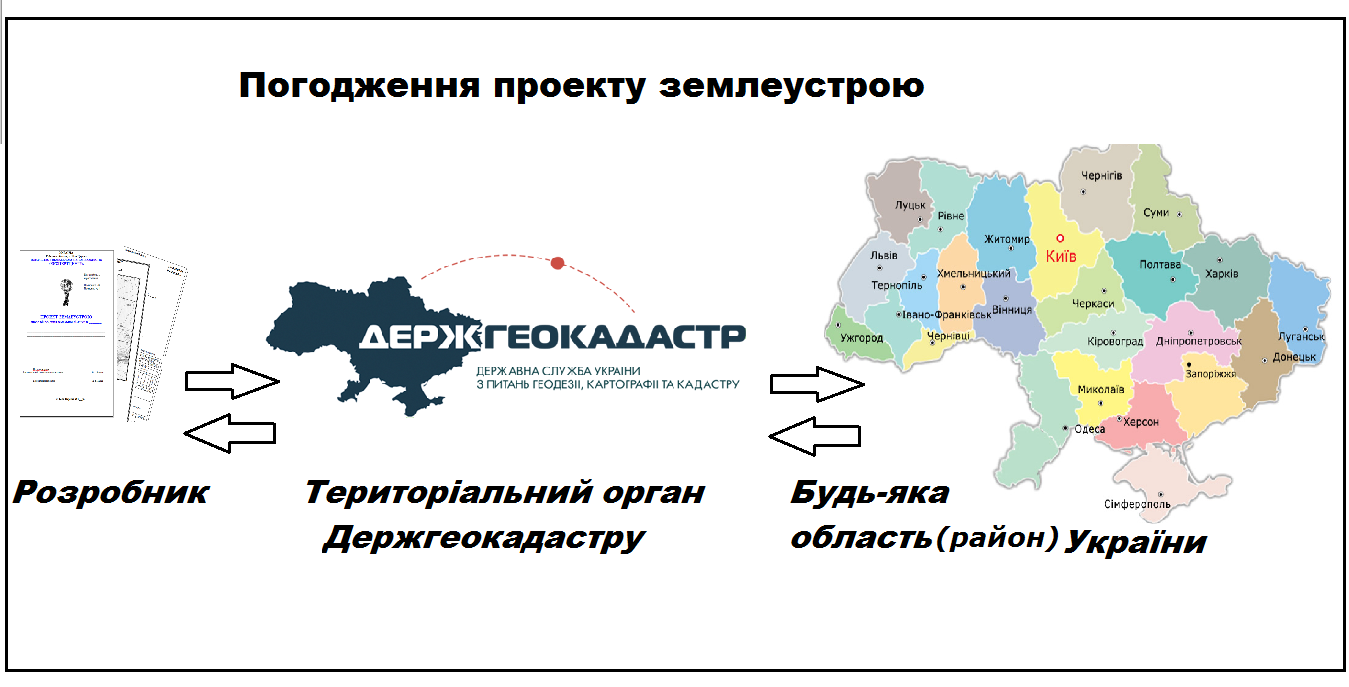 Погодження проекту землеустрою
ПРОЕКТ ЗЕМЛЕУСТРОЮ
ДЕРЖГЕОКАДАСТР
ДЕРЖАВНА СЛУЖБА УКРАЇНИ
З ПИТАНЬ ГЕОДЕЗІЇ, КАРТОГРАФІЇ ТА КАДАСТРУ
Чернігів
Луцьк
Рівне
Суми
Житомир
Київ
Львів
Тернопіль
Хмельницький
Полтава
Харків
Черкаси
Вінниця
Івано-Франківськ
Ужгород
Чернівці
Кіровоград
Дніпропетровськ
Луганськ
Донецьк
Запоріжжя
Миколаїв
Херсон
Одеса
Сімферополь
Розробник
Територіальний орган
Держгеокадастру
Будь-яка
область(район) України